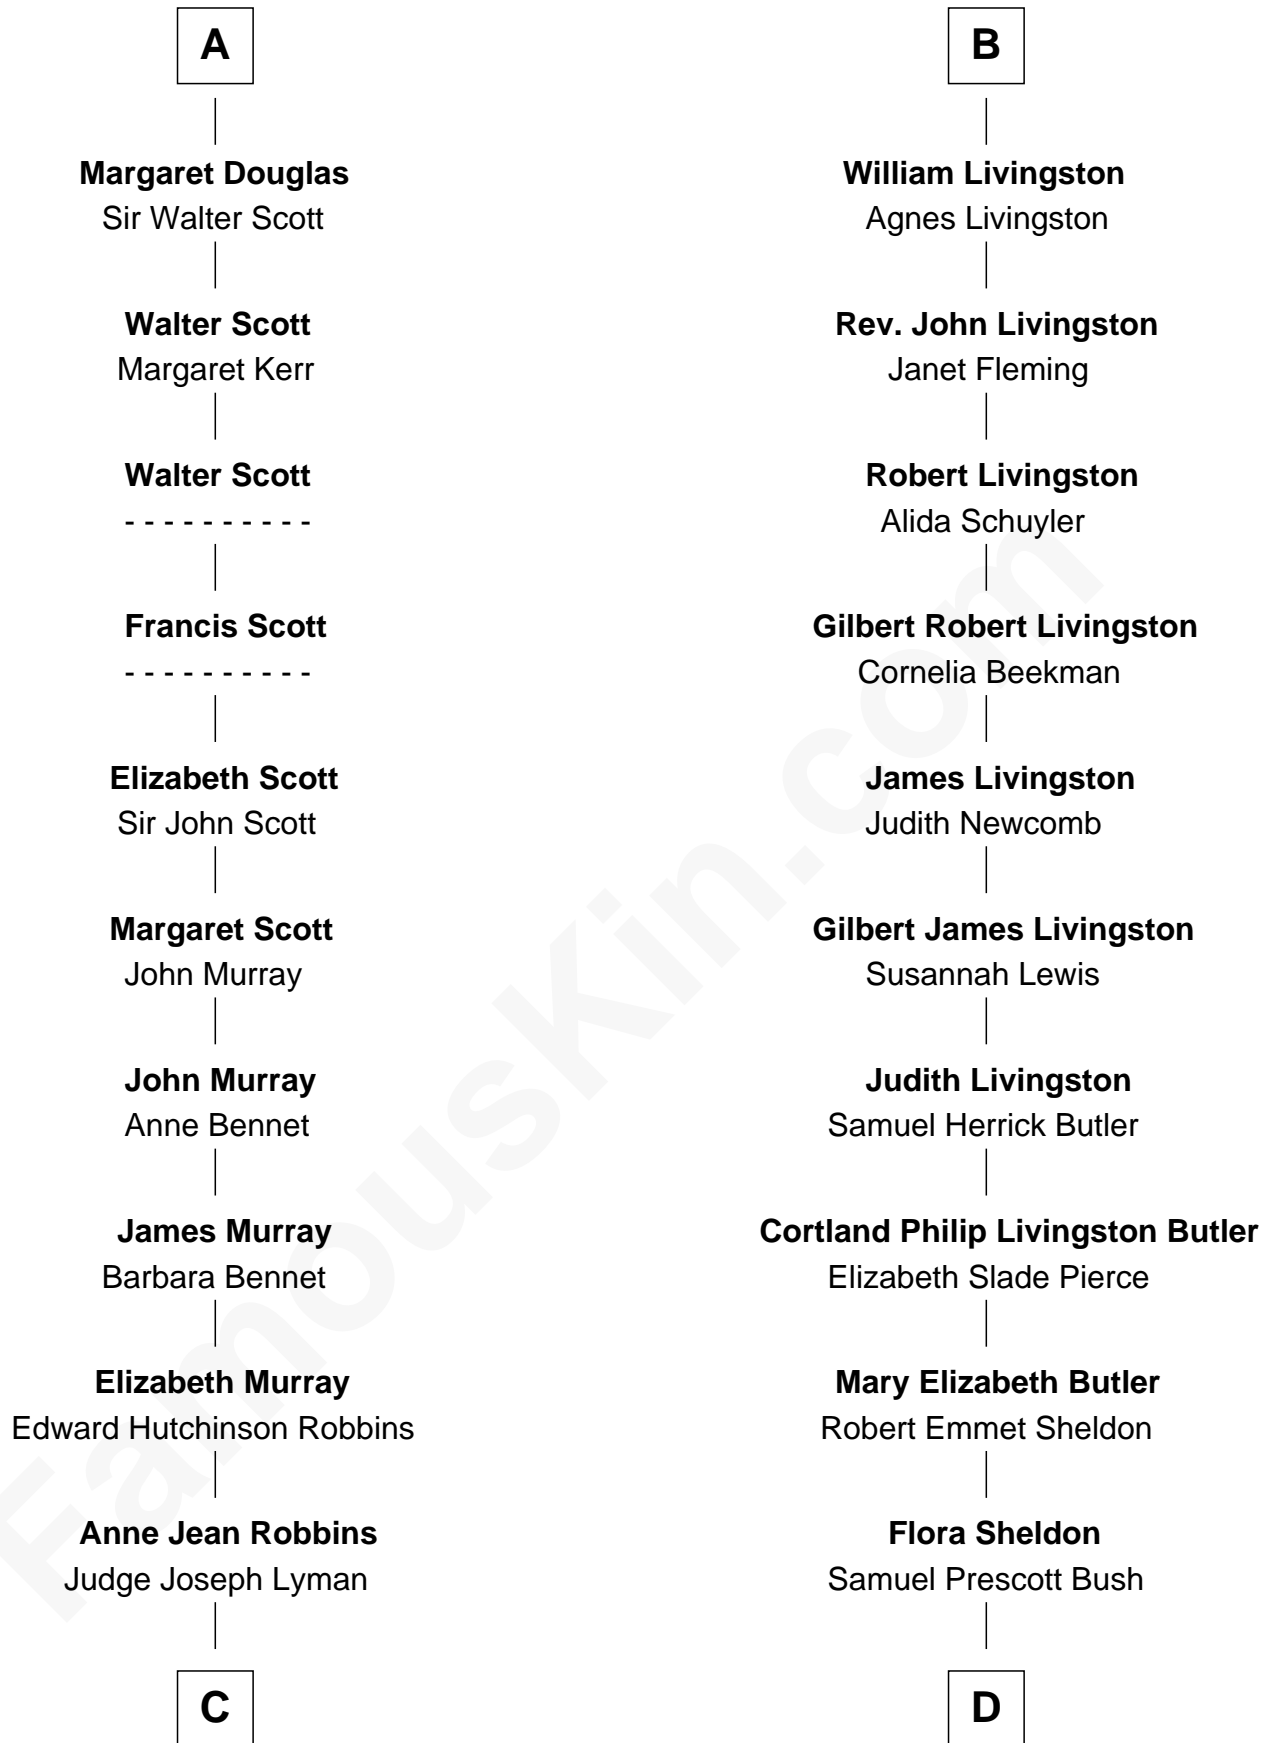 A
Margaret Douglas
Sir Walter Scott
Walter Scott
Margaret Kerr
Walter Scott
- - - - - - - - - -
Francis Scott
- - - - - - - - - -
Elizabeth Scott
Sir John Scott
Margaret Scott
John Murray
John Murray
Anne Bennet
James Murray
Barbara Bennet
Elizabeth Murray
Edward Hutchinson Robbins
Anne Jean Robbins
Judge Joseph Lyman
C
B
William Livingston
Agnes Livingston
Rev. John Livingston
Janet Fleming
Robert Livingston
Alida Schuyler
Gilbert Robert Livingston
Cornelia Beekman
James Livingston
Judith Newcomb
Gilbert James Livingston
Susannah Lewis
Judith Livingston
Samuel Herrick Butler
Cortland Philip Livingston Butler
Elizabeth Slade Pierce
Mary Elizabeth Butler
Robert Emmet Sheldon
Flora Sheldon
Samuel Prescott Bush
D
FamousKin.com